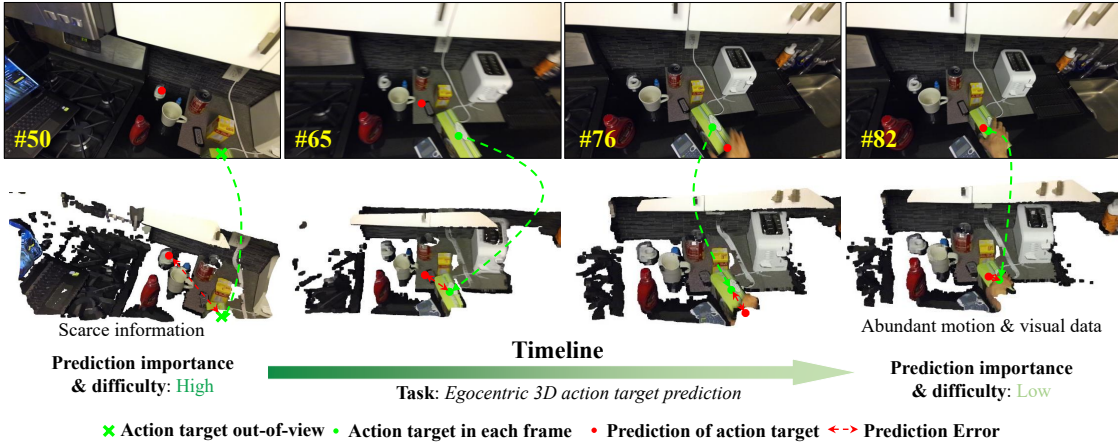 #50
#65
#76
#82
Scarce information
Abundant motion & visual data
Prediction importance
& difficulty: High
Timeline
Task: Egocentric 3D action target prediction
Prediction importance
& difficulty: Low
Action target out-of-view
Action target in each frame
Prediction of action target
Prediction Error